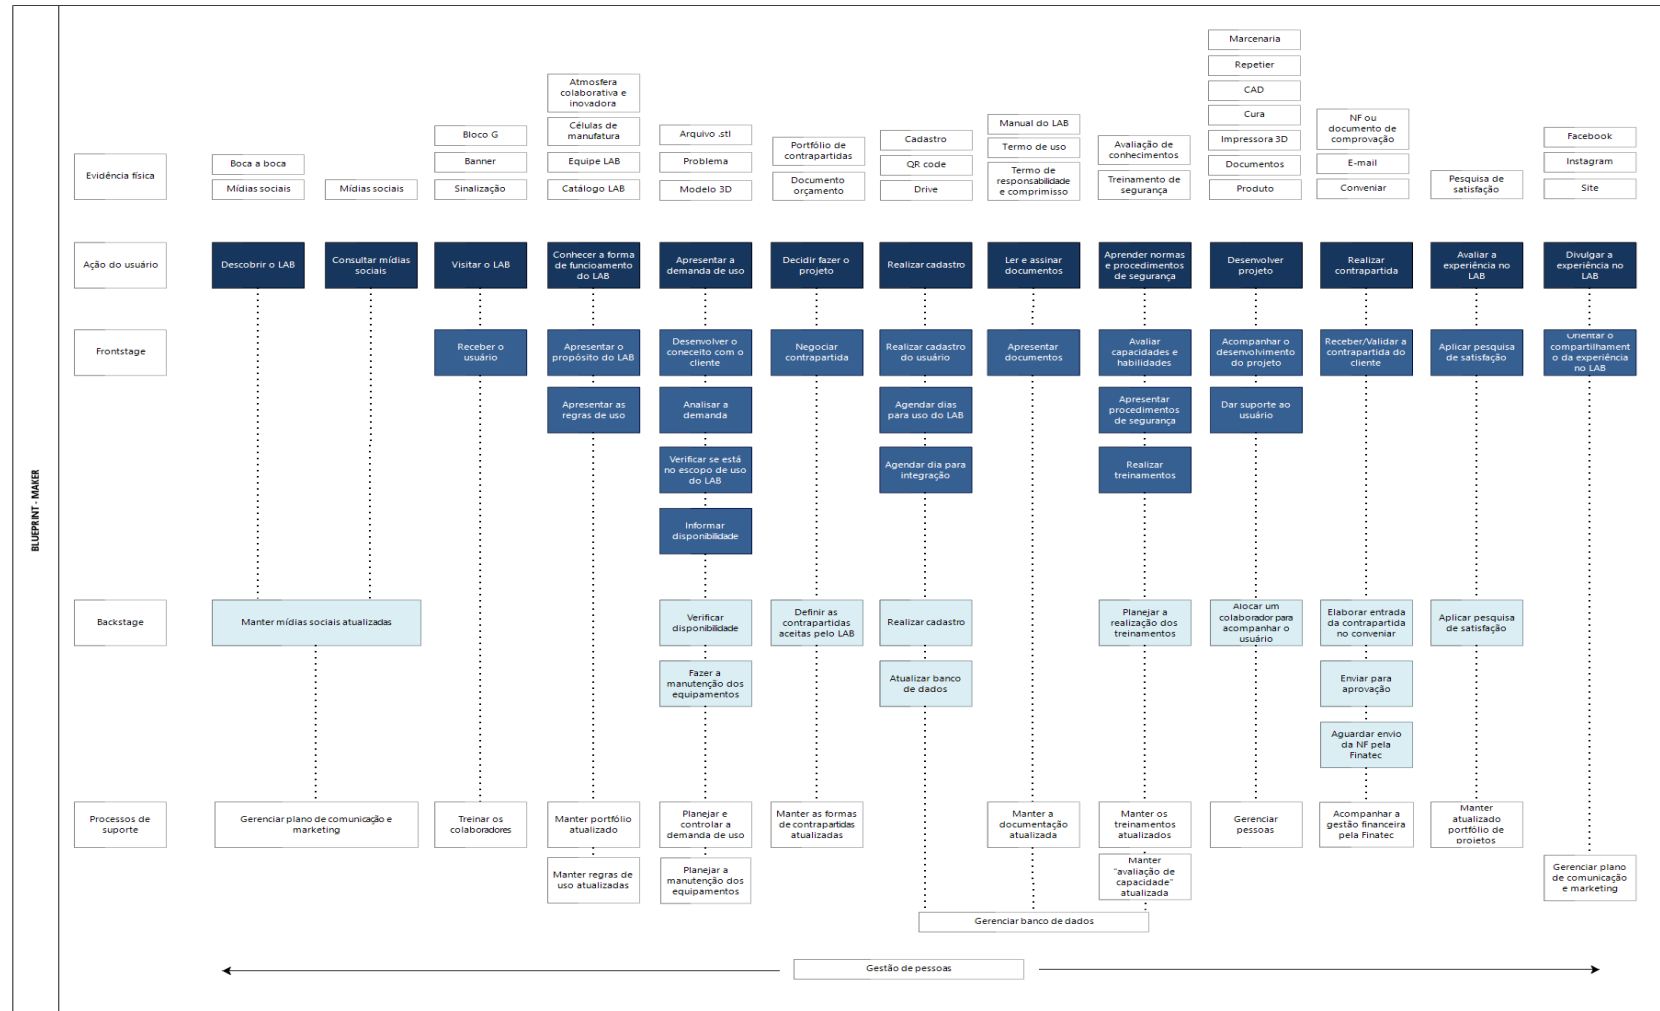 BLUEPRINT - MAKER
Evidência física
Boca a boca
Mídias sociais
Mídias sociais
Bloco G
Banner
Sinalização
Atmosfera
colaborativa e
inovadora
Células de
manufatura
Equipe LAB
Catálogo LAB
Arquivo .stl
Problema
Modelo 3D
Portfólio de
contrapartidas
Documento
orçamento
Cadastro
QR code
Drive
Manual do LAB
Termo de uso
Termo de
responsabilidade
e comprimisso
Avaliação de
conhecimentos
Treinamento de
segurança
Marcenaria
Repetier
CAD
Cura
Impressora 3D
Documentos
Produto
NF ou
documento de
comprovação
E-mail
Conveniar
Pesquisa de
satisfação
Facebook
Instagram
Site
Ação do usuário
Descobrir o LAB
Consultar mídias
sociais
Visitar o LAB
Conhecer a forma
de funcioamento
do LAB
Apresentar a
demanda de uso
Decidir fazer o
projeto
Realizar cadastro
Ler e assinar
documentos
Aprender normas
e procedimentos
de segurança
Desenvolver
projeto
Realizar
contrapartida
Avaliar a
experiência no
LAB
Divulgar a
experiência no
LAB
Frontstage
Receber o
usuário
Apresentar o
propósito do LAB
Apresentar as
regras de uso
Desenvolver o
coneceito com o
cliente
Analisar a
demanda
Verificar se está
no escopo de uso
do LAB
Informar
disponibilidade
Negociar
contrapartida
Realizar cadastro
do usuário
Agendar dias
para uso do LAB
Agendar dia para
integração
Apresentar
documentos
Avaliar
capacidades e
habilidades
Apresentar
procedimentos
de segurança
Realizar
treinamentos
Acompanhar o
desenvolvimento
do projeto
Dar suporte ao
usuário
Receber/Validar a
contrapartida do
cliente
Aplicar pesquisa
de satisfação
Orientar o
compartilhament
o da experiência
no LAB
Backstage
Manter mídias sociais atualizadas
Verificar
disponibilidade
Fazer a
manutenção dos
equipamentos
Definir as
contrapartidas
aceitas pelo LAB
Realizar cadastro
Atualizar banco
de dados
Planejar a
realização dos
treinamentos
Alocar um
colaborador para
acompanhar o
usuário
Elaborar entrada
da contrapartida
no conveniar
Enviar para
aprovação
Aguardar envio
da NF pela
Finatec
Aplicar pesquisa
de satisfação
Processos de
suporte
Gerenciar plano de comunicação e
marketing
Treinar os
colaboradores
Manter portfólio
atualizado
Manter regras de
uso atualizadas
Planejar e
controlar a
demanda de uso
Planejar a
manutenção dos
equipamentos
Manter as formas
de contrapartidas
atualizadas
Manter a
documentação
atualizada
Manter os
treinamentos
atualizados
Manter
"avaliação de
capacidade"
atualizada
Gerenciar
pessoas
Acompanhar a
gestão financeira
pela Finatec
Manter
atualizado
portfólio de
projetos
Gerenciar plano
de comunicação
e marketing
Gerenciar banco de dados
Gestão de pessoas